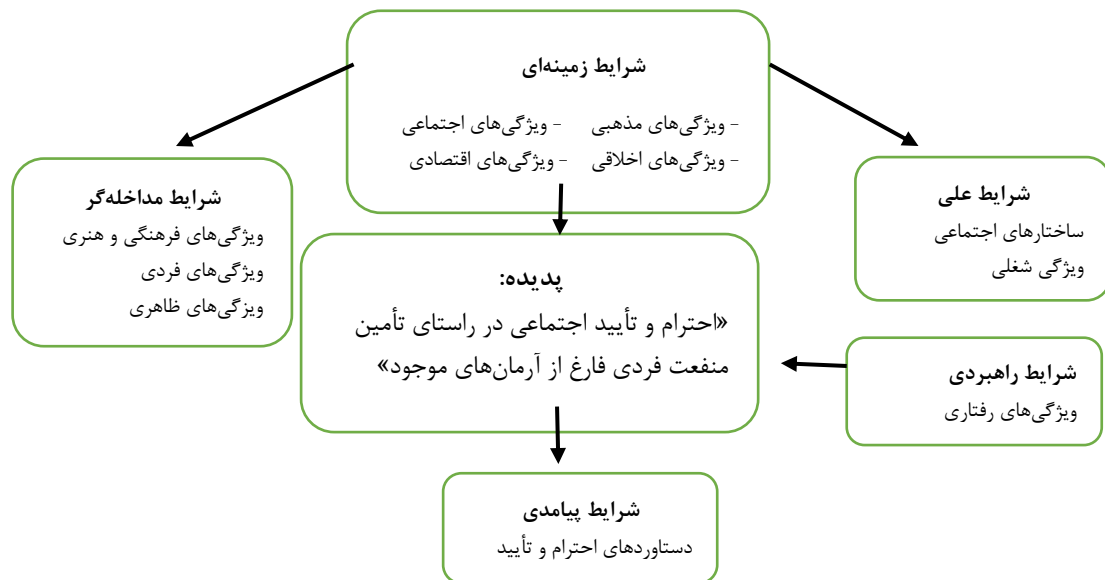 شرایط زمینه‌ای
- ویژگی‌های مذهبی - ویژگی‌های اجتماعی
- ویژگی‌های اخلاقی - ویژگی‌های اقتصادی
شرایط علی
ساختارهای اجتماعی
ویژگی شغلی
شرایط مداخله‌گر
ویژگی‌های فرهنگی و هنری
ویژگی‌های فردی
ویزگی‌های ظاهری
پدیده:
«احترام و تأیید اجتماعی در راستای تأمین
منفعت فردی فارغ از آرمان‌های موجود»
شرایط راهبردی
ویژگی‌های رفتاری
شرایط پیامدی
دستاوردهای احترام و تأیید